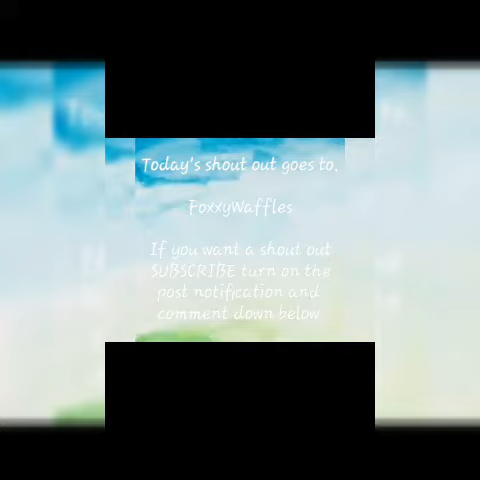 Today's shout out goes to.
FoxxyWaffles
If you want a shout out
SUBSCRIBE turn on the
post notification and
comment down below